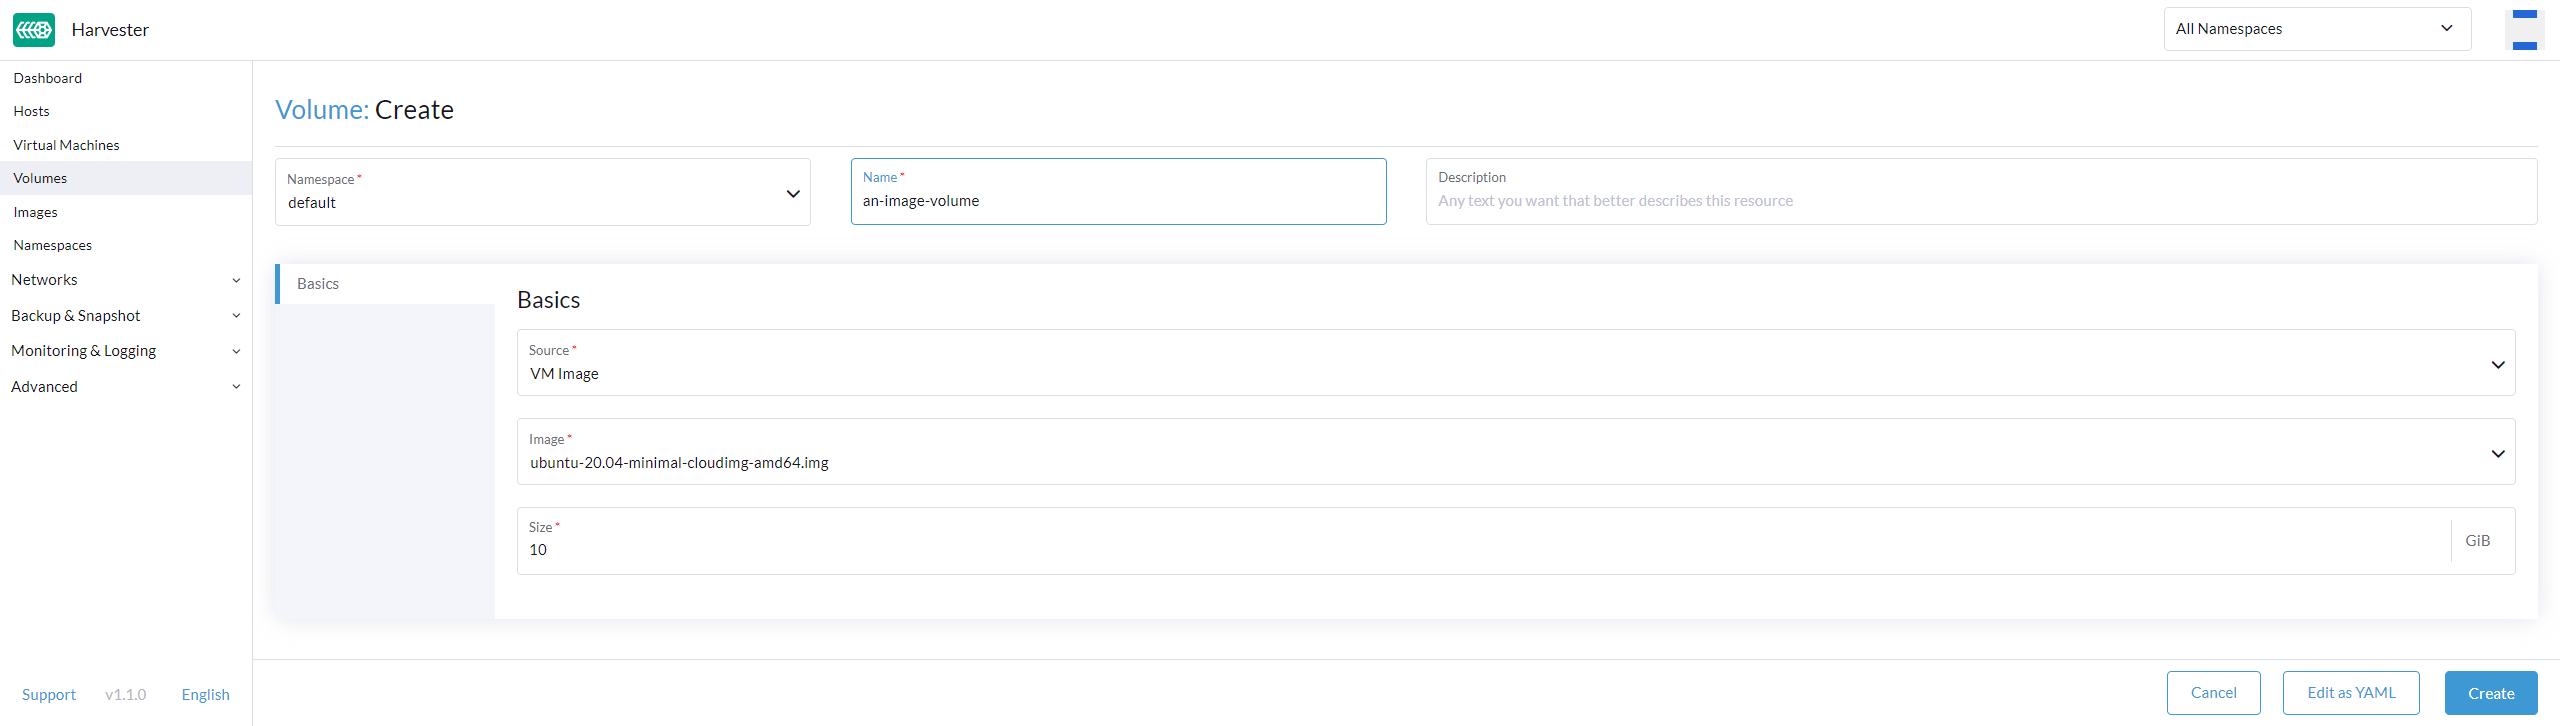 Harvester
All Namespaces
Dashboard
Hosts
Virtual Machines
Volumes
Images
Namespaces
Networks
Backup & Snapshot
Monitoring & Logging
Advanced
Support v1.1.0 English
Volume: Create
Namespace *
default
Name *
an-image-volume
Description
Any text you want that better describes this resource
Basics
Basics
Source *
VM Image
Image *
ubuntu-20.04-minimal-cloudimg-amd64.img
Size *
10
GiB
Cancel
Edit as YAML
Create